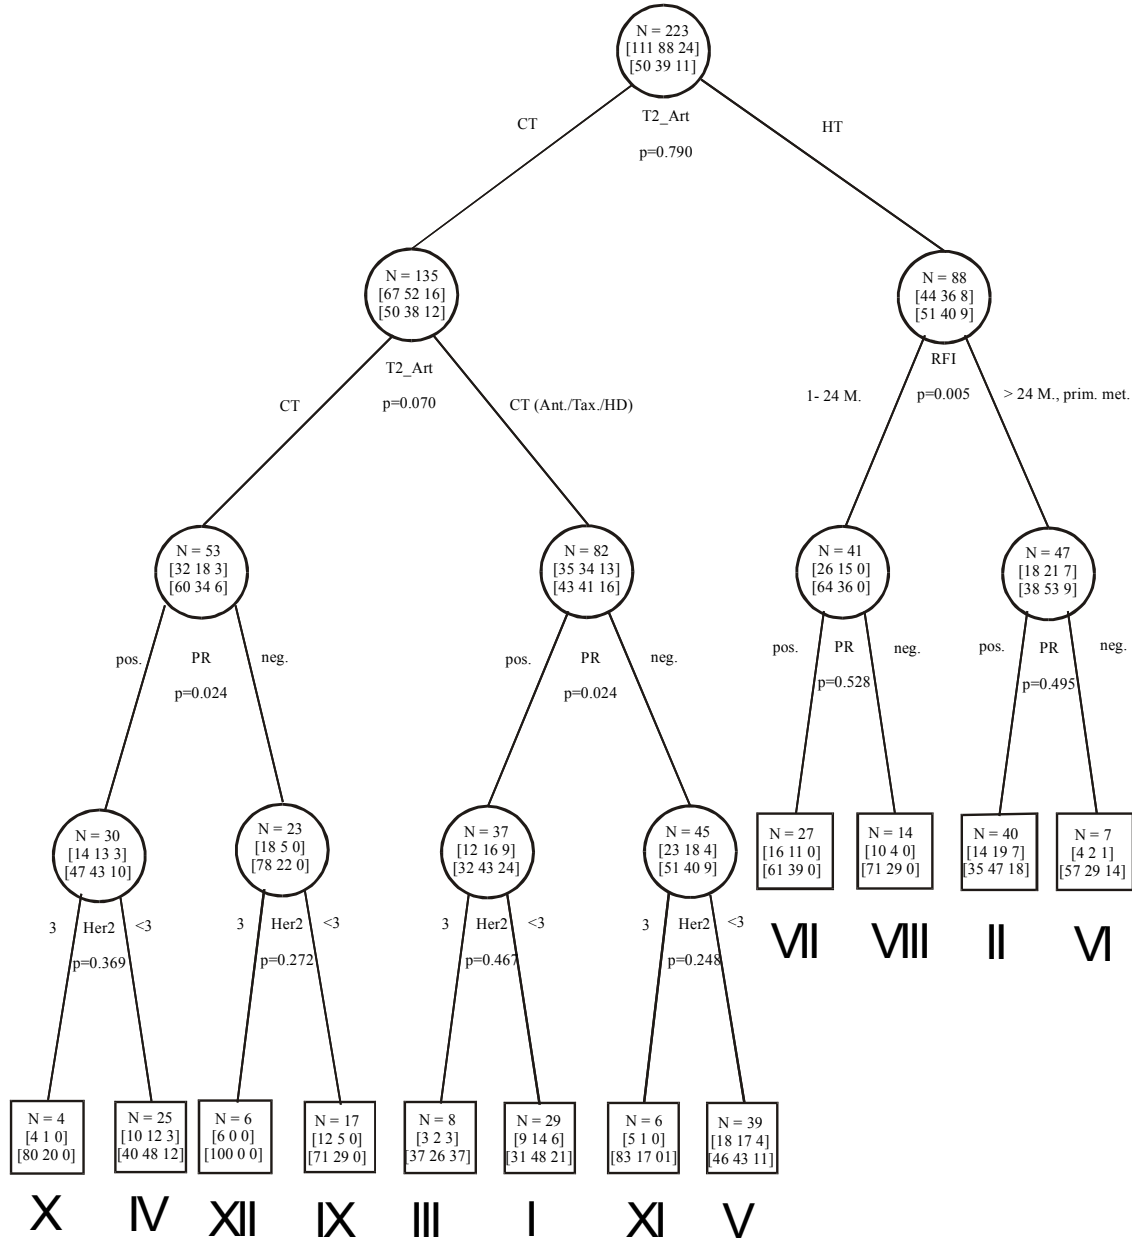 N = 223
[111 88 24]
[50 39 11]
CT
T2_Art
HT
p=0.790
N = 135
[67 52 16]
[50 38 12]
N = 88
[44 36 8]
[51 40 9]
T2_Art
RFI
CT
p=0.070
CT (Ant./Tax./HD)
1- 24 M.
p=0.005
> 24 M., prim. met.
N = 53
[32 18 3]
[60 34 6]
N = 82
[35 34 13]
[43 41 16]
N = 41
[26 15 0]
[64 36 0]
N = 47
[18 21 7]
[38 53 9]
pos.
PR
neg.
p=0.024
pos.
PR
neg.
p=0.024
pos.
PR
neg.
p=0.528
pos.
PR
neg.
p=0.495
N = 30
[14 13 3]
[47 43 10]
N = 23
[18 5 0]
[78 22 0]
N = 37
[12 16 9]
[32 43 24]
N = 45
[23 18 4]
[51 40 9]
N = 27
[16 11 0]
[61 39 0]
N = 14
[10 4 0]
[71 29 0]
N = 40
[14 19 7]
[35 47 18]
N = 7
[4 2 1]
[57 29 14]
VII
VIII
II
VI
3
Her2
<3
p=0.369
3
Her2
<3
p=0.272
3
Her2
<3
p=0.467
3
Her2
<3
p=0.248
N = 4
[4 1 0]
[80 20 0]
N = 25
[10 12 3]
[40 48 12]
N = 6
[6 0 0]
[100 0 0]
N = 17
[12 5 0]
[71 29 0]
N = 8
[3 2 3]
[37 26 37]
N = 29
[9 14 6]
[31 48 21]
N = 6
[5 1 0]
[83 17 01]
N = 39
[18 17 4]
[46 43 11]
X
IV
XII
IX
III
I
XI
V